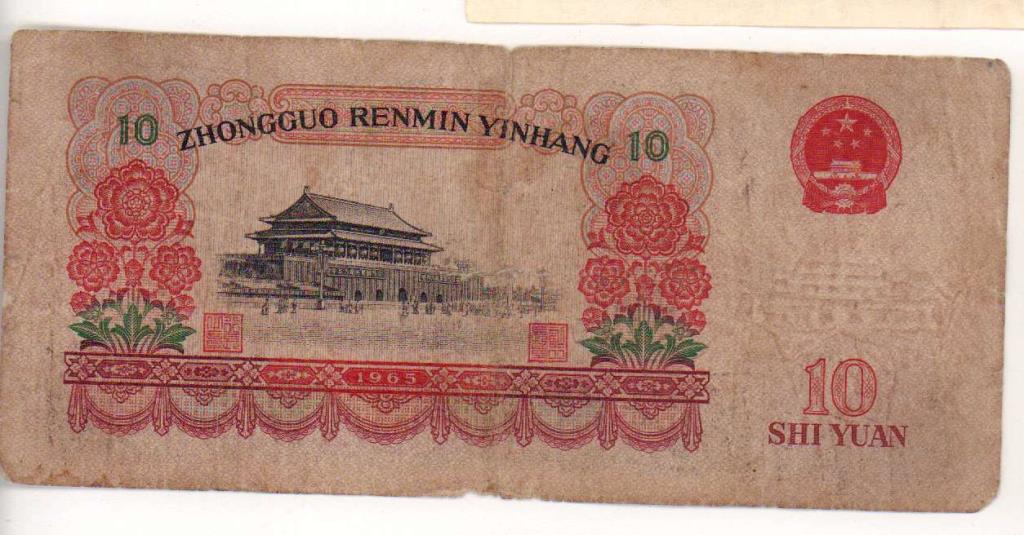 10 ZHONGGUO RENMIN YINHANG 10
1965
10
SHI YUAN